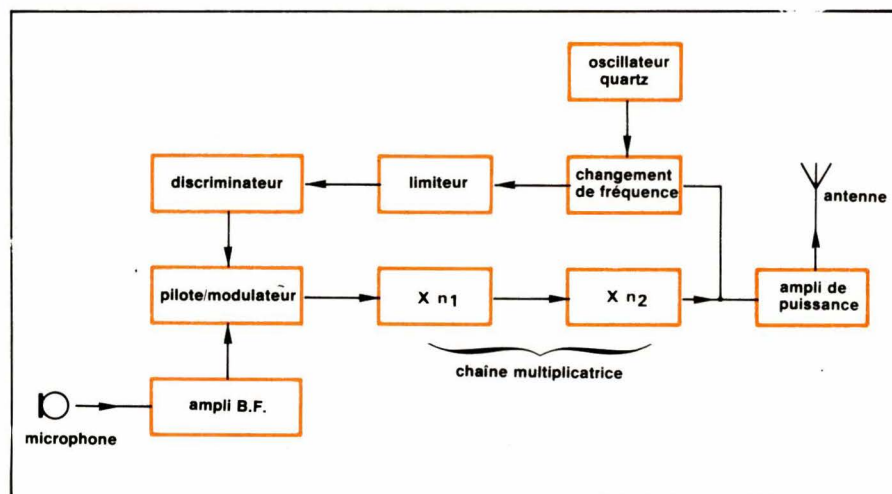 oscillateur
quartz
discriminateur
limiteur
changement
de fréquence
antenne
pilote/modulateur
X n1
X n2
ampli de
puissance
chaîne multiplicatrice
ampli B.F.
microphone